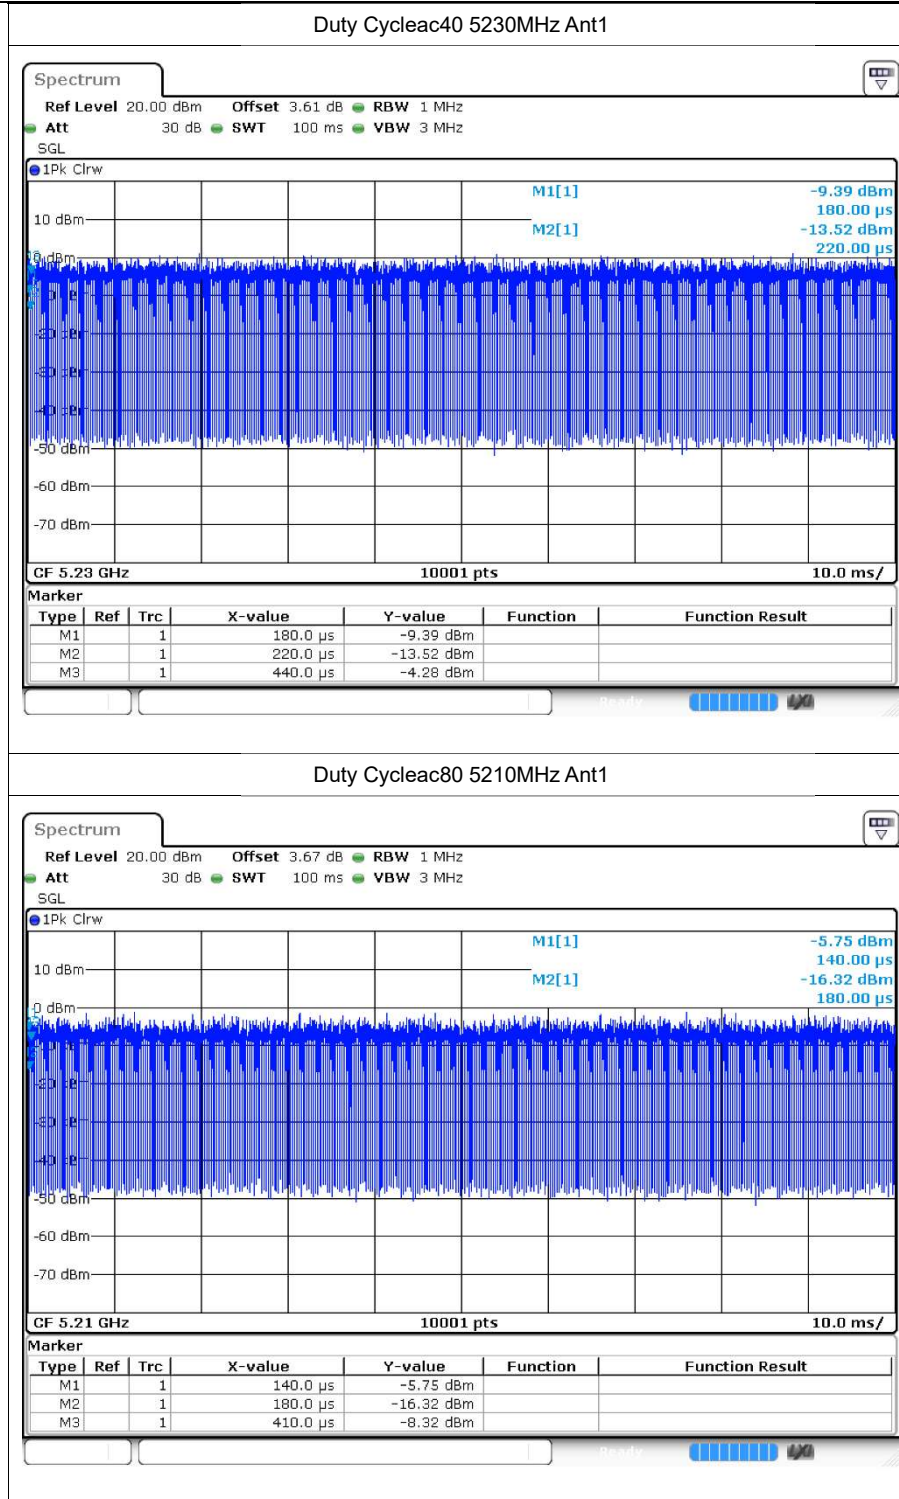 Duty Cycleac40 5230MHz Ant1
Spectrum
Ref Level 20.00 dBm Offset 3.61 dB RBW 1 MHz
Att 30 dB SWT 100 ms VBW 3 MHz
SGL
1Pk Clrw
M1[1] -9.39 dBm
180.00 µs
10 dBm
M2[1] -13.52 dBm
220.00 µs
0 dBm
-50 dBm
-60 dBm
-70 dBm
CF 5.23 GHz 10001 pts 10.0 ms/
Marker
Type Ref Trc X-value Y-value Function Function Result
M1 1 180.0 µs -9.39 dBm
M2 1 220.0 µs -13.52 dBm
M3 1 440.0 µs -4.28 dBm
Ready LXI
Duty Cycleac80 5210MHz Ant1
Spectrum
Ref Level 20.00 dBm Offset 3.67 dB RBW 1 MHz
Att 30 dB SWT 100 ms VBW 3 MHz
SGL
1Pk Clrw
M1[1] -5.75 dBm
140.00 µs
10 dBm
M2[1] -16.32 dBm
180.00 µs
0 dBm
-50 dBm
-60 dBm
-70 dBm
CF 5.21 GHz 10001 pts 10.0 ms/
Marker
Type Ref Trc X-value Y-value Function Function Result
M1 1 140.0 µs -5.75 dBm
M2 1 180.0 µs -16.32 dBm
M3 1 410.0 µs -8.32 dBm
Ready LXI